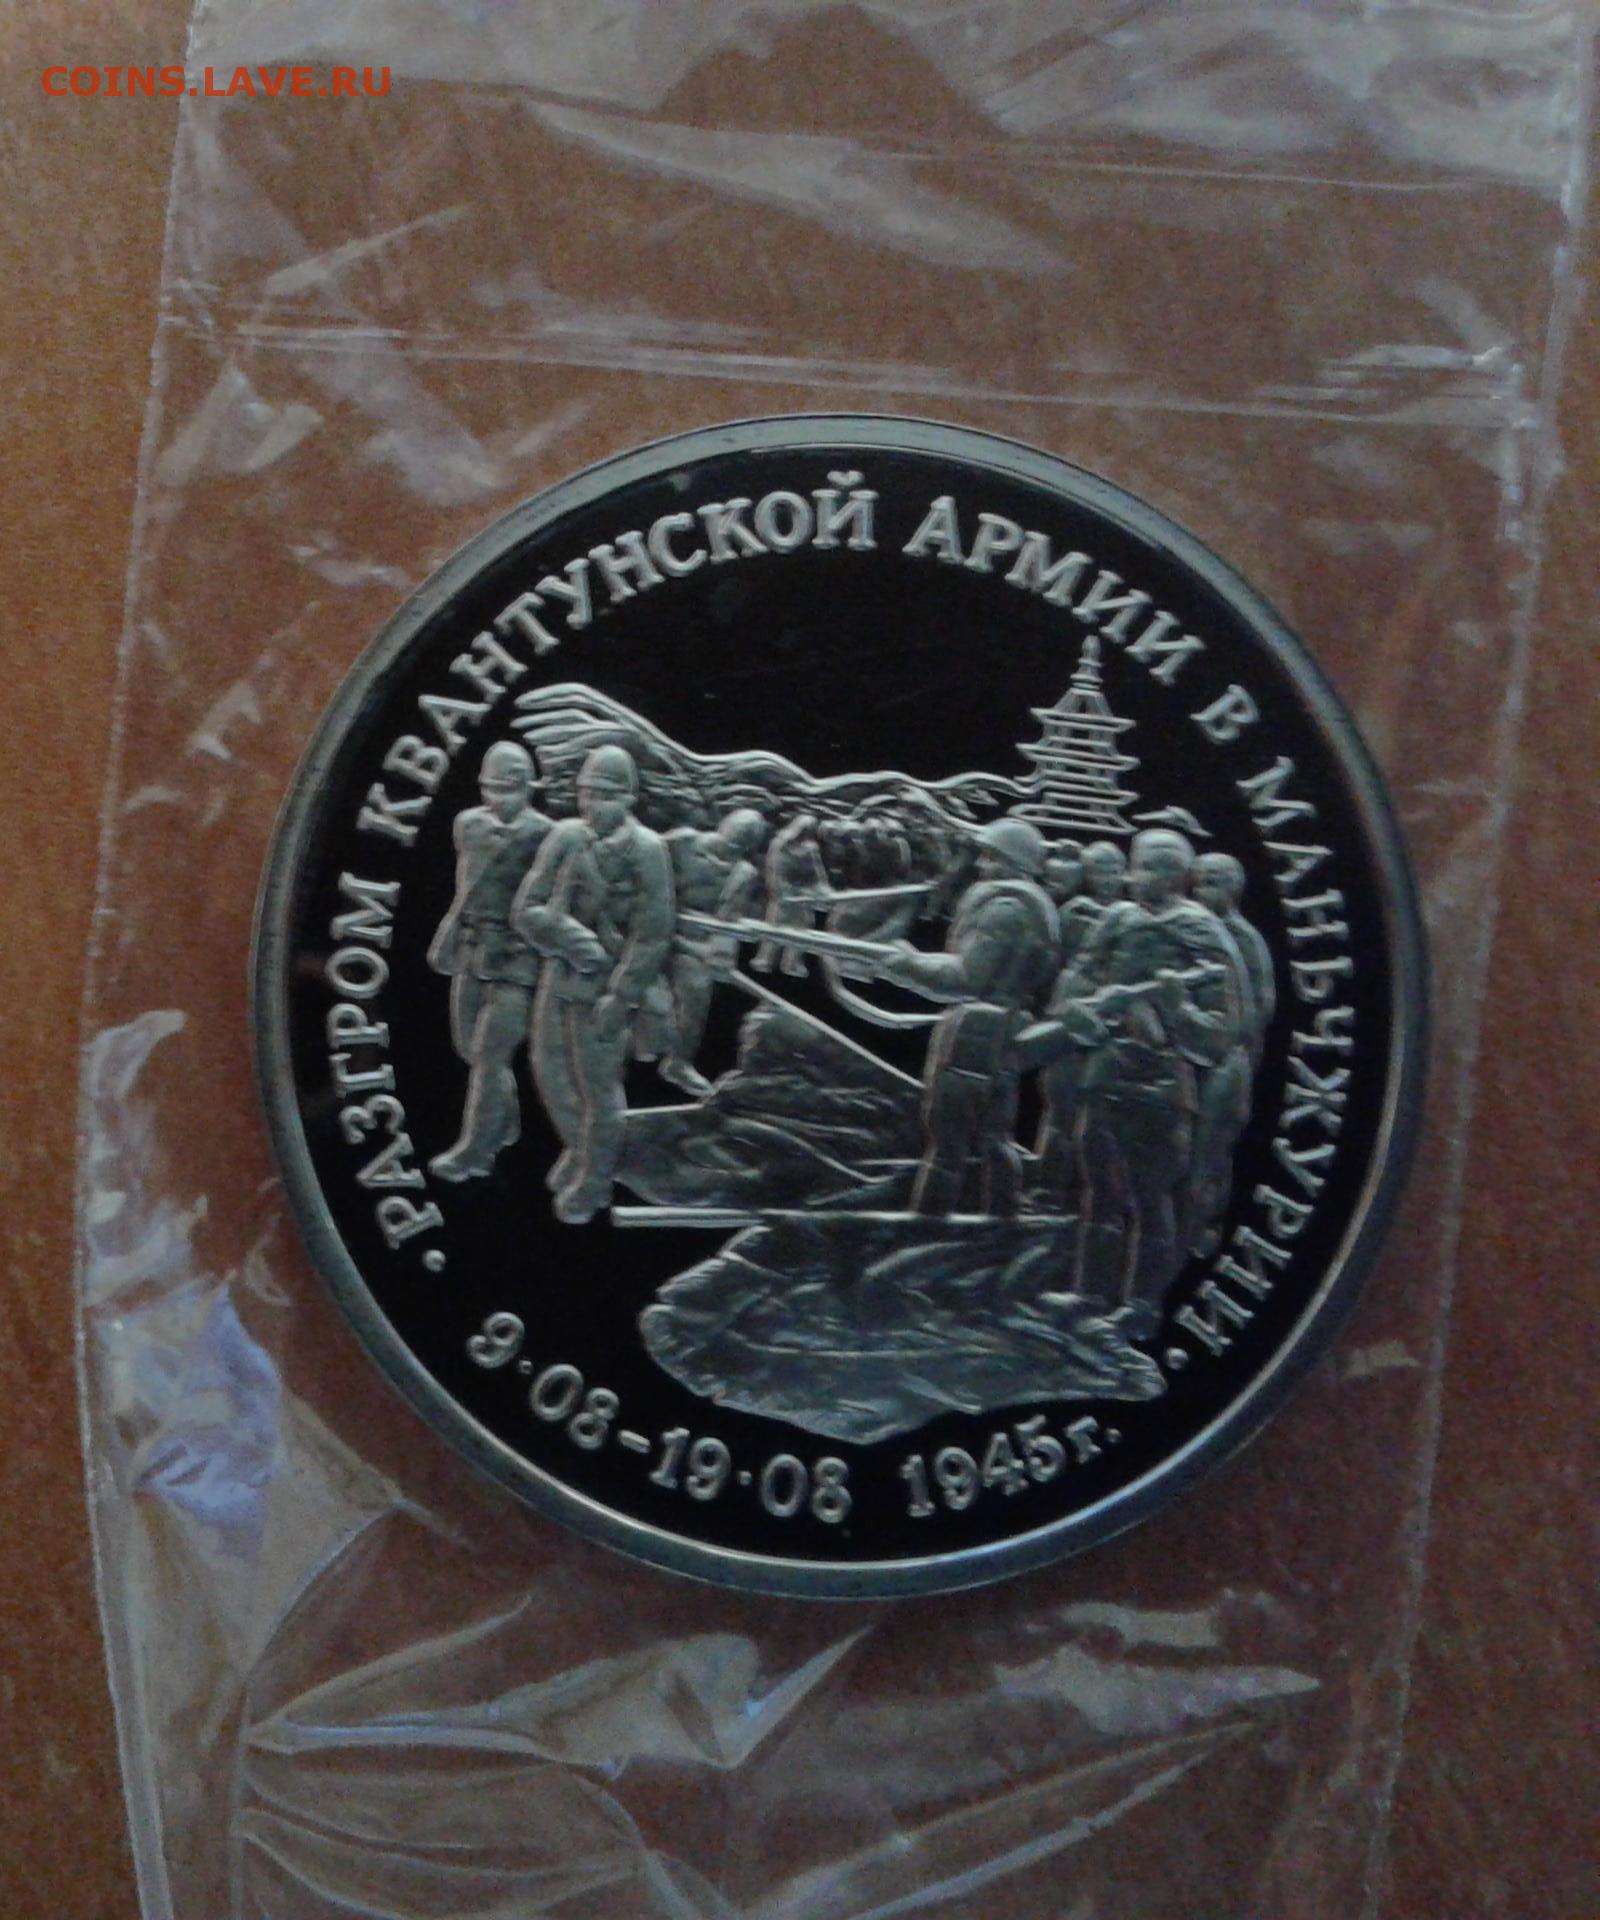 COINS.LAVE.RU
• РАЗГРОМ КВАНТУНСКОЙ АРМИИ В МАНЬЧЖУРИИ •
9•08-19•08 1945г.